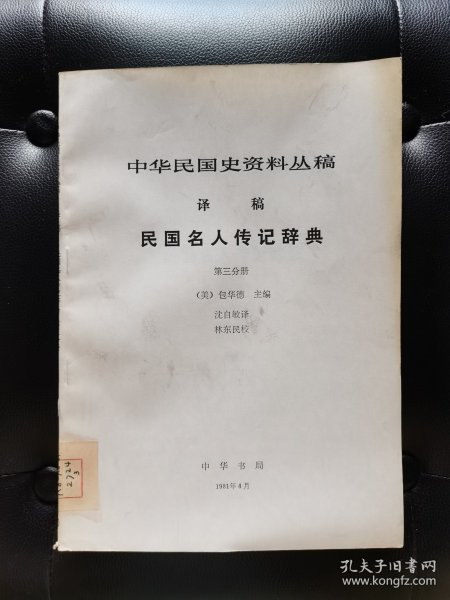 中华民国史资料丛稿
译 稿
民国名人传记辞典
第三分册
（美）包华德 主编
沈自敏译
林东民校
中华书局
1981年4月
2724
3
孔夫子旧书网
www.kongfz.com